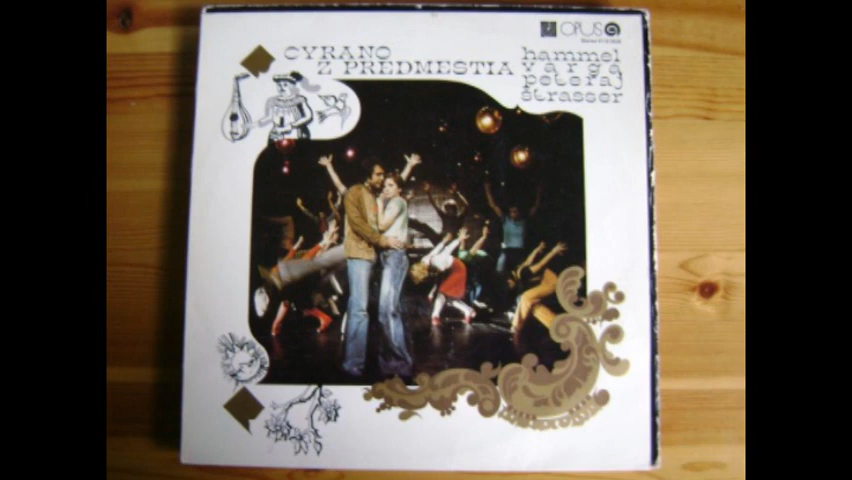 OPUS
CYRANO
Z PREDMESTIA
hammel
varga
peteraj
strasser